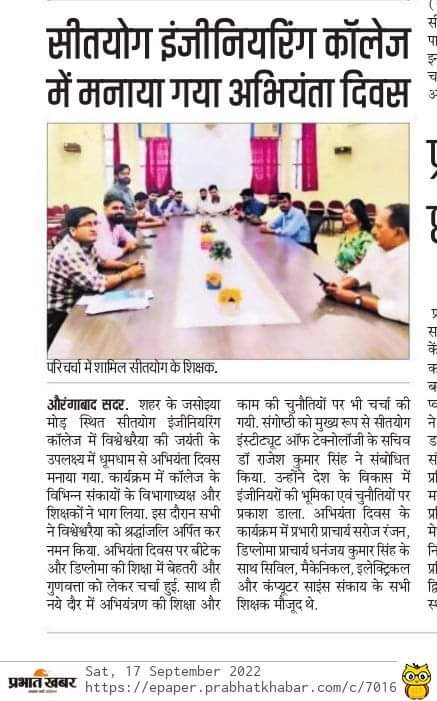 सीतयोग इंजीनियरिंग कॉलेज
में मनाया गया अभियंता दिवस
परिचर्चा में शामिल सीतयोग के शिक्षक.
औरंगाबाद सदर. शहर के जसोइया
मोड़ स्थित सीतयोग इंजीनियरिंग
कॉलेज में विश्वेश्वरैया की जयंती के
उपलक्ष्य में धूमधाम से अभियंता दिवस
मनाया गया. कार्यक्रम में कॉलेज के
विभिन्न संकायों के विभागाध्यक्ष और
शिक्षकों ने भाग लिया. इस दौरान सभी
ने विश्वेश्वरैया को श्रद्धांजलि अर्पित कर
नमन किया. अभियंता दिवस पर बीटेक
और डिप्लोमा की शिक्षा में बेहतरी और
गुणवत्ता को लेकर चर्चा हुई. साथ ही
नये दौर में अभियंत्रण की शिक्षा और
काम की चुनौतियों पर भी चर्चा की
गयी. संगोष्ठी को मुख्य रूप से सीतयोग
इंस्टीट्यूट ऑफ टेक्नोलॉजी के सचिव
डॉ राजेश कुमार सिंह ने संबोधित
किया. उन्होंने देश के विकास में
इंजीनियरों की भूमिका एवं चुनौतियों पर
प्रकाश डाला. अभियंता दिवस के
कार्यक्रम में प्रभारी प्राचार्य सरोज रंजन,
डिप्लोमा प्राचार्य धनंजय कुमार सिंह के
साथ सिविल, मैकेनिकल, इलेक्ट्रिकल
और कंप्यूटर साइंस संकाय के सभी
शिक्षक मौजूद थे.
प्रभात खबर
Sat, 17 September 2022
https://epaper.prabhatkhabar.com/c/7016